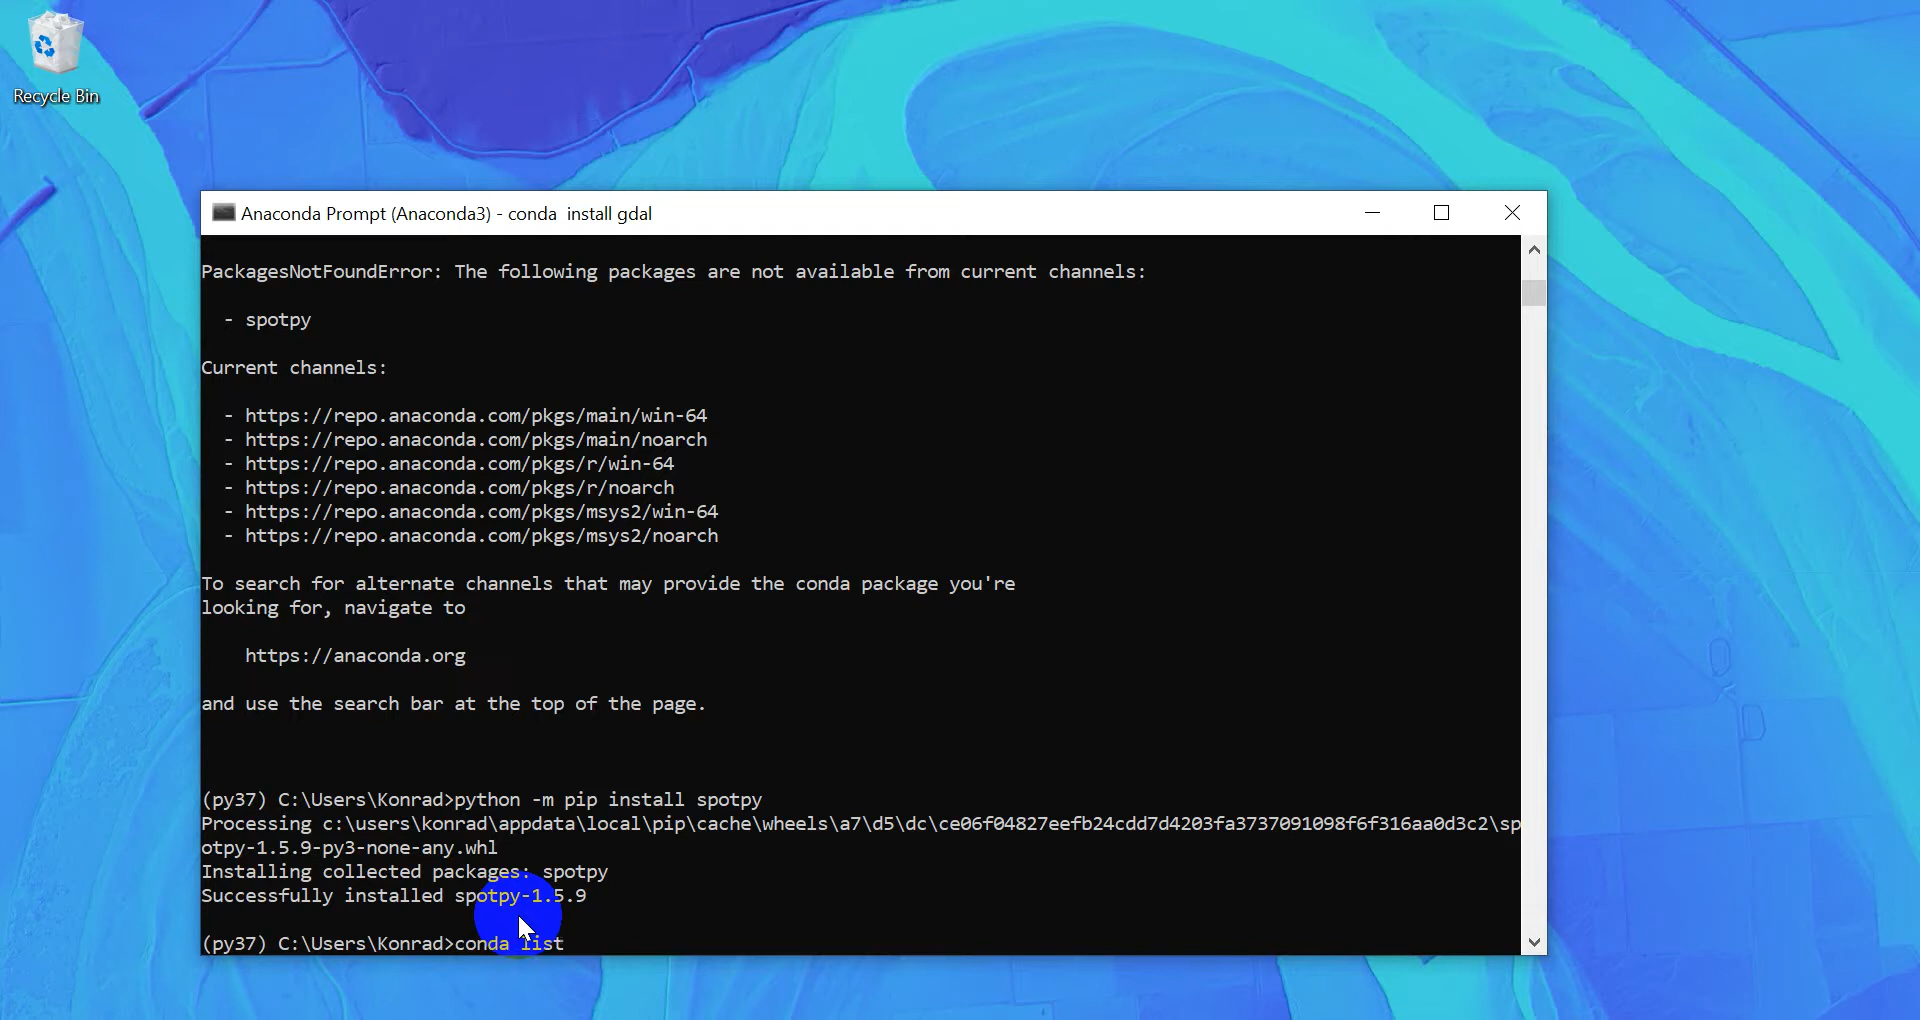 Recycle Bin
Anaconda Prompt (Anaconda3) - conda  install gdal
PackagesNotFoundError: The following packages are not available from current channels:
- spotpy
Current channels:
- https://repo.anaconda.com/pkgs/main/win-64
- https://repo.anaconda.com/pkgs/main/noarch
- https://repo.anaconda.com/pkgs/r/win-64
- https://repo.anaconda.com/pkgs/r/noarch
- https://repo.anaconda.com/pkgs/msys2/win-64
- https://repo.anaconda.com/pkgs/msys2/noarch
To search for alternate channels that may provide the conda package you're
looking for, navigate to
https://anaconda.org
and use the search bar at the top of the page.
(py37) C:\Users\Konrad>python -m pip install spotpy
Processing c:\users\konrad\appdata\local\pip\cache\wheels\a7\d5\dc\ce06f04827eefb24cdd7d4203fa3737091098f6f316aa0d3c2\sp
otpy-1.5.9-py3-none-any.whl
Installing collected packages: spotpy
Successfully installed spotpy-1.5.9
(py37) C:\Users\Konrad>conda list